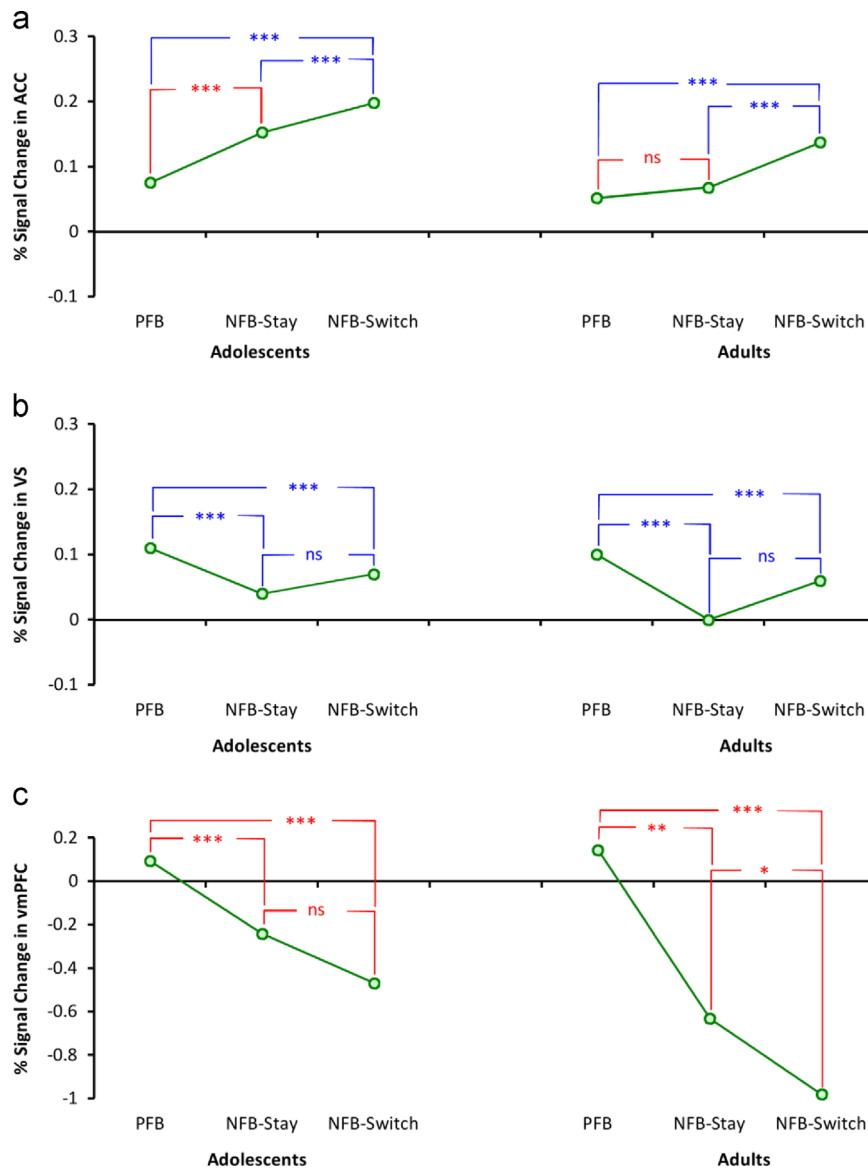 a
% Signal Change in ACC
0.3
0.2
0.1
0
-0.1
***
***
***
***
***
ns
PFB NFB-Stay NFB-Switch PFB NFB-Stay NFB-Switch
Adolescents Adults
b
% Signal Change in VS
0.3
0.2
0.1
0
-0.1
***
***
ns
***
***
ns
PFB NFB-Stay NFB-Switch PFB NFB-Stay NFB-Switch
Adolescents Adults
c
% Signal Change in vmPFC
0.2
0
-0.2
-0.4
-0.6
-0.8
-1
***
***
ns
***
**
*
PFB NFB-Stay NFB-Switch PFB NFB-Stay NFB-Switch
Adolescents Adults